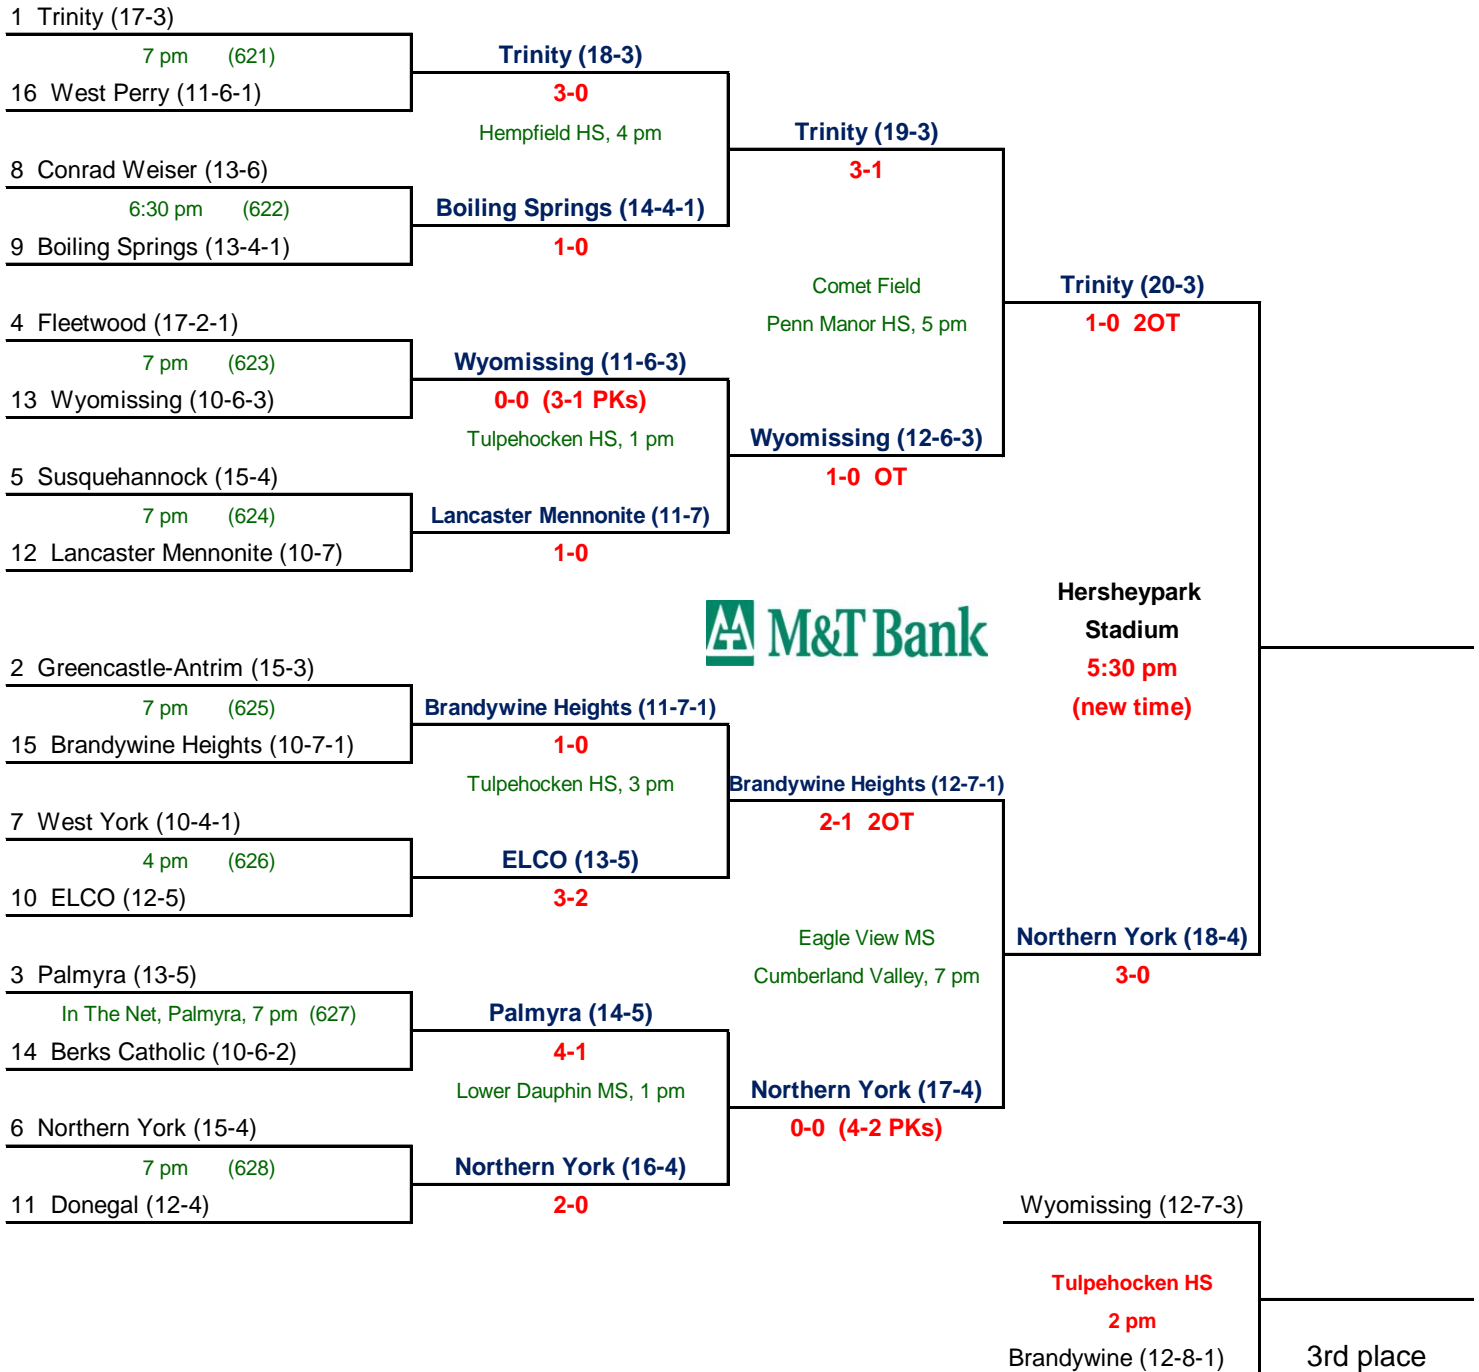 1 Trinity (17-3)
7 pm (621)
16 West Perry (11-6-1)
8 Conrad Weiser (13-6)
6:30 pm (622)
9 Boiling Springs (13-4-1)
4 Fleetwood (17-2-1)
7 pm (623)
13 Wyomissing (10-6-3)
5 Susquehannock (15-4)
7 pm (624)
12 Lancaster Mennonite (10-7)
2 Greencastle-Antrim (15-3)
7 pm (625)
15 Brandywine Heights (10-7-1)
7 West York (10-4-1)
4 pm (626)
10 ELCO (12-5)
3 Palmyra (13-5)
In The Net, Palmyra, 7 pm (627)
14 Berks Catholic (10-6-2)
6 Northern York (15-4)
7 pm (628)
11 Donegal (12-4)
Trinity (18-3)
3-0
Hempfield HS, 4 pm
Boiling Springs (14-4-1)
1-0
Wyomissing (11-6-3)
0-0 (3-1 PKs)
Tulpehocken HS, 1 pm
Lancaster Mennonite (11-7)
1-0
Brandywine Heights (11-7-1)
1-0
Tulpehocken HS, 3 pm
ELCO (13-5)
3-2
Palmyra (14-5)
4-1
Lower Dauphin MS, 1 pm
Northern York (16-4)
2-0
Trinity (19-3)
3-1
Comet Field
Penn Manor HS, 5 pm
Wyomissing (12-6-3)
1-0 OT
M&T Bank
Brandywine Heights (12-7-1)
2-1 2OT
Eagle View MS
Cumberland Valley, 7 pm
Northern York (17-4)
0-0 (4-2 PKs)
Trinity (20-3)
1-0 2OT
Hersheypark
Stadium
5:30 pm
(new time)
Northern York (18-4)
3-0
Wyomissing (12-7-3)
Tulpehocken HS
2 pm
Brandywine (12-8-1)
3rd place